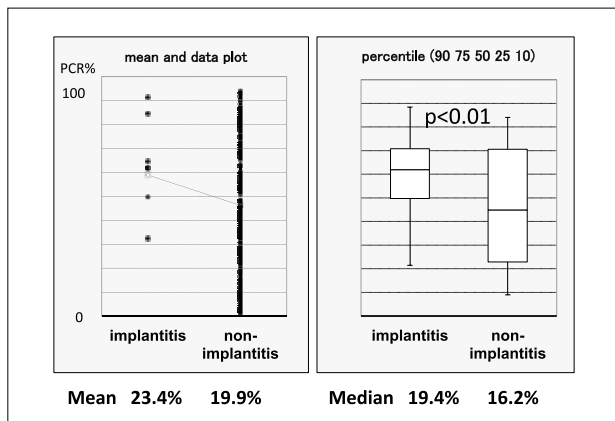 mean and data plot
PCR%
100
0
implantitis
non-
implantitis
Mean 23.4% 19.9%
percentile (90 75 50 25 10)
p<0.01
implantitis
non-
implantitis
Median 19.4% 16.2%